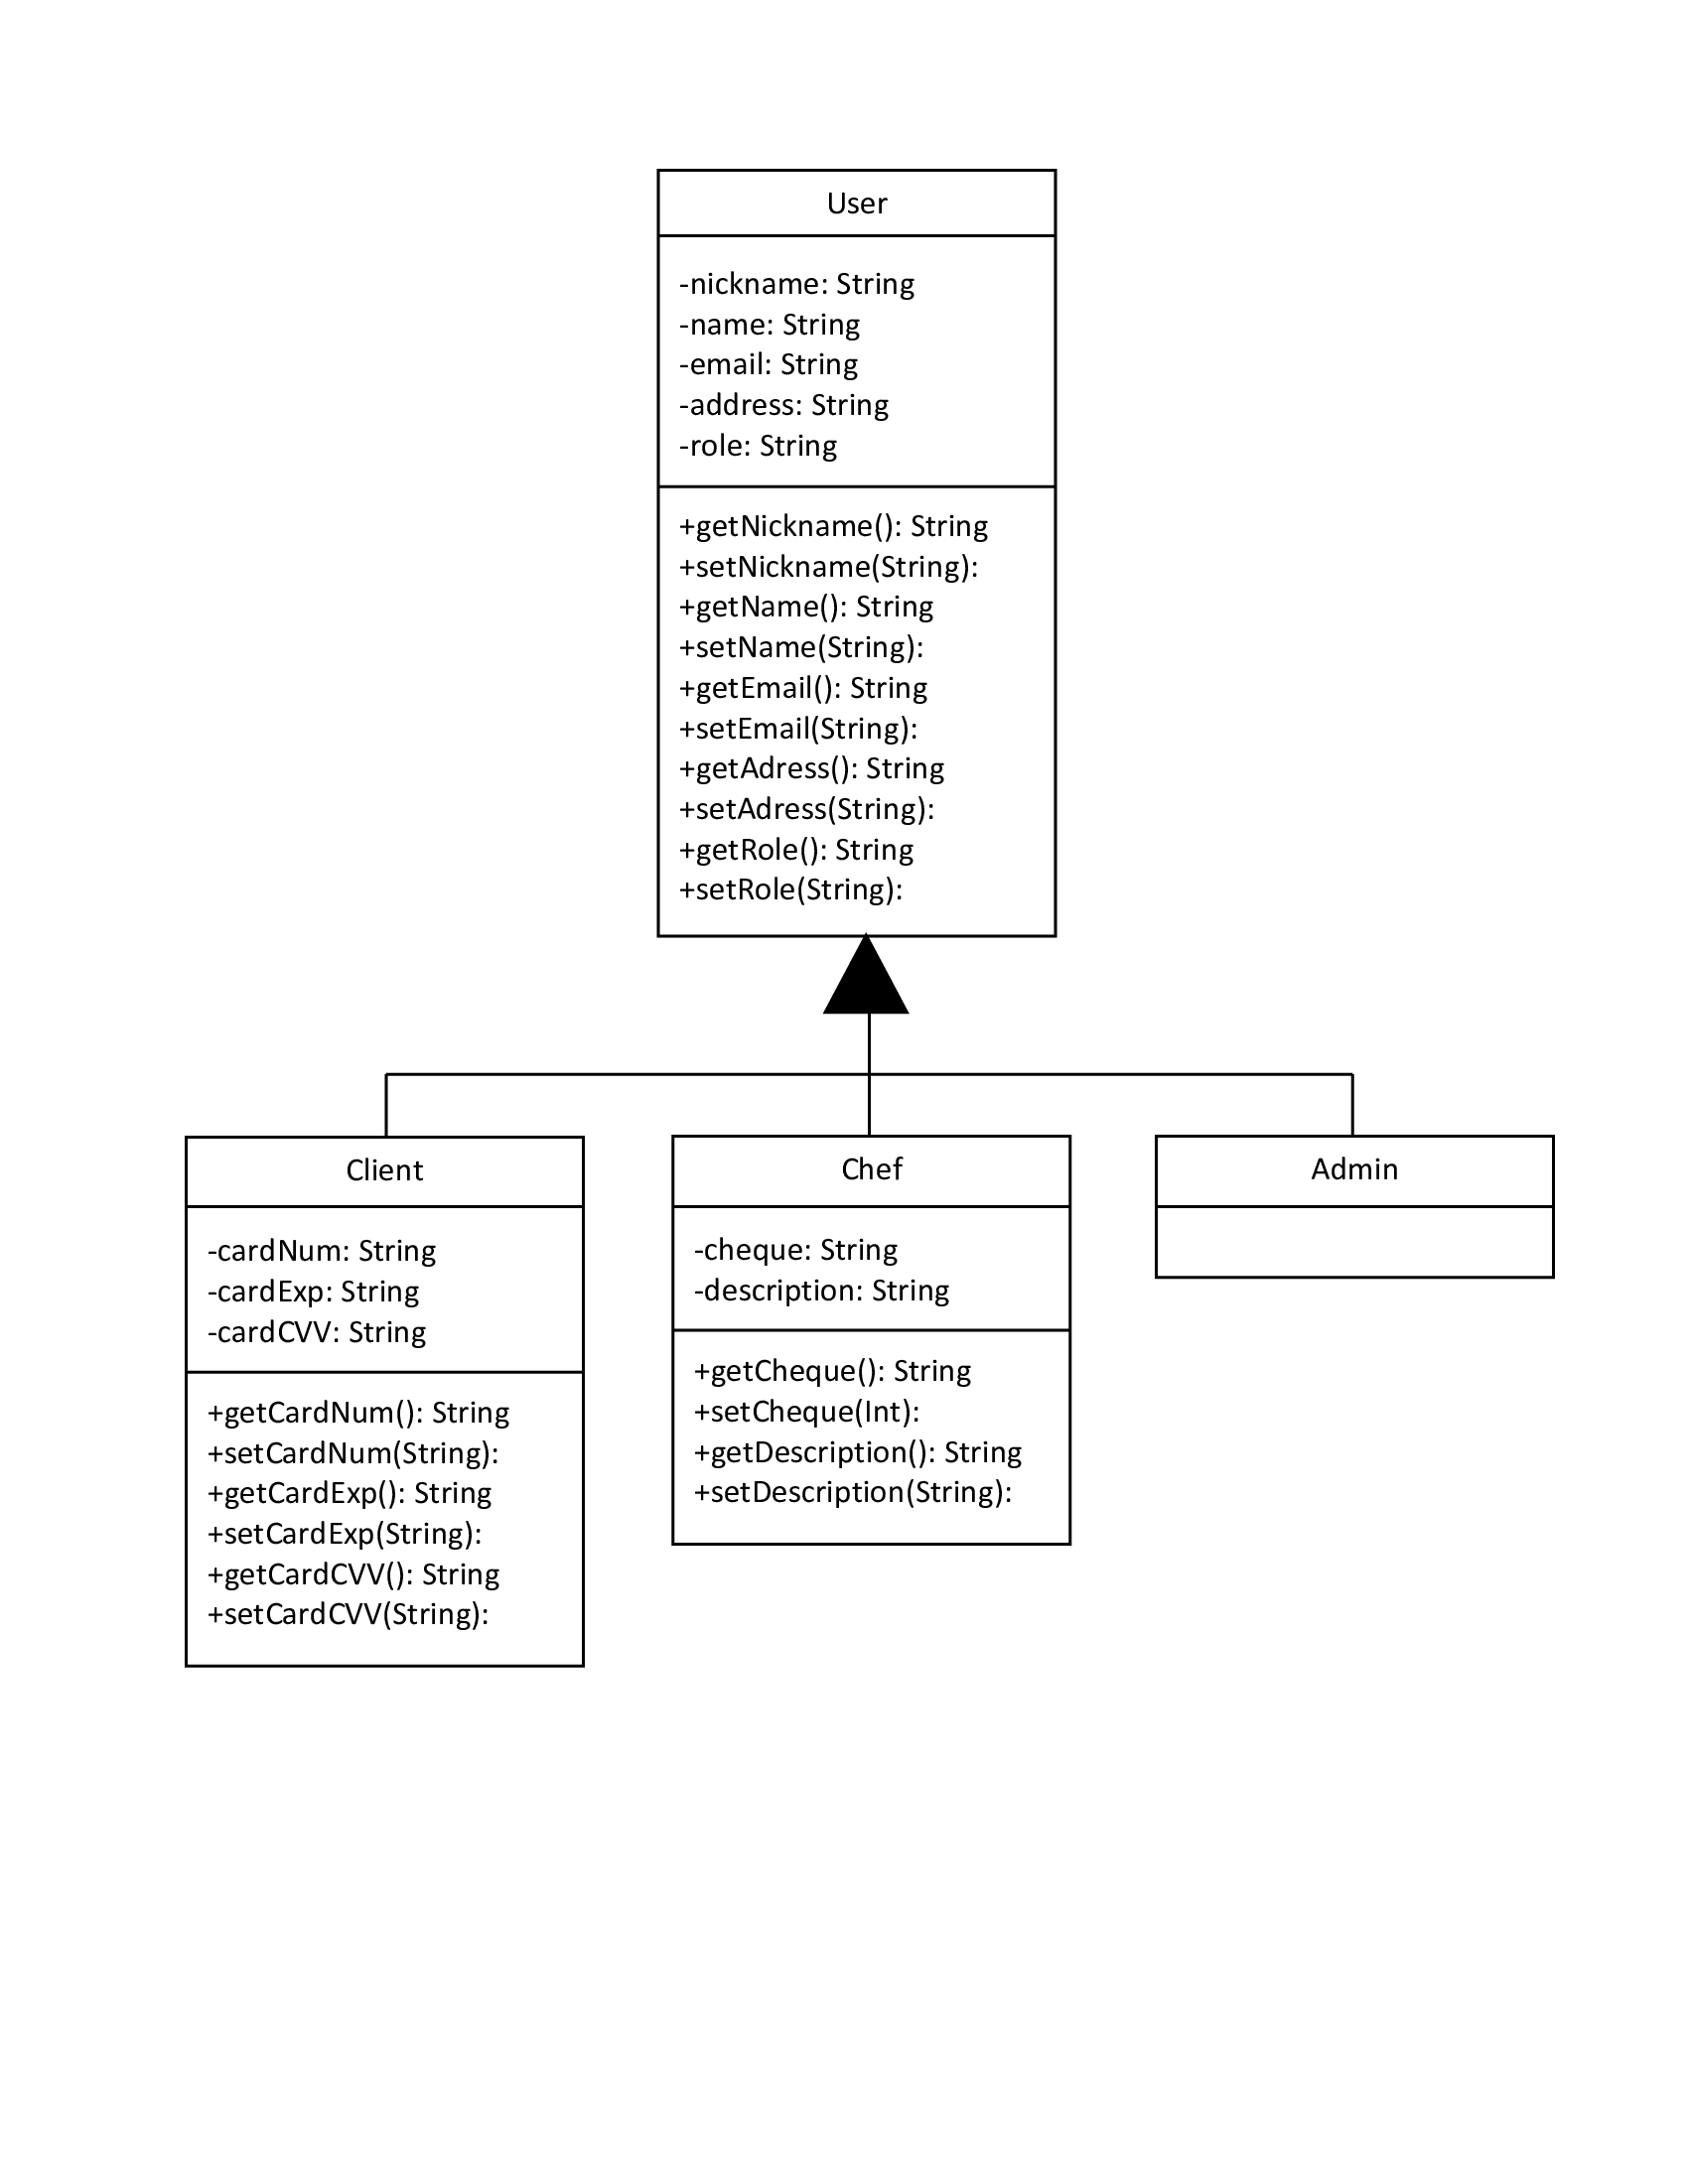 User
-nickname: String
-name: String
-email: String
-address: String
-role: String
+getNickname(): String
+setNickname(String):
+getName(): String
+setName(String):
+getEmail(): String
+setEmail(String):
+getAdress(): String
+setAdress(String):
+getRole(): String
+setRole(String):
Client
-cardNum: String
-cardExp: String
-cardCVV: String
+getCardNum(): String
+setCardNum(String):
+getCardExp(): String
+setCardExp(String):
+getCardCVV(): String
+setCardCVV(String):
Chef
-cheque: String
-description: String
+getCheque(): String
+setCheque(Int):
+getDescription(): String
+setDescription(String):
Admin